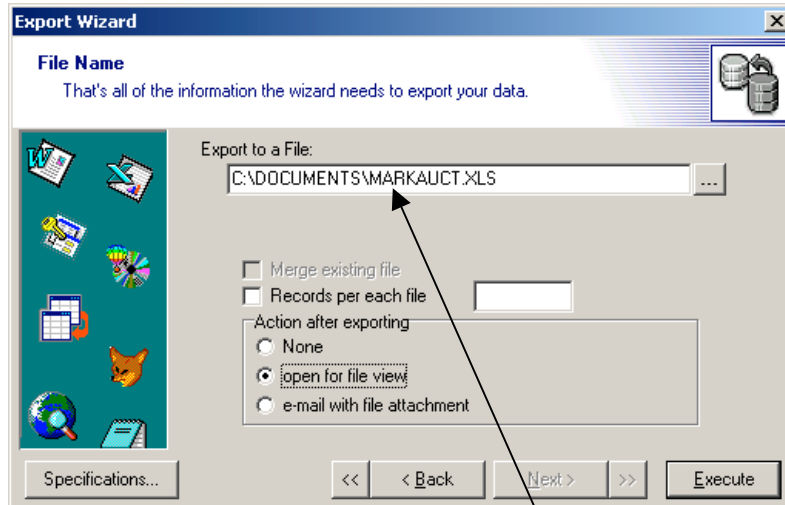 Export Wizard
File Name
That's all of the information the wizard needs to export your data.
Export to a File:
C:\DOCUMENTS\MARKAUCT.XLS
...
Merge existing file
Records per each file
Action after exporting
None
open for file view
e-mail with file attachment
Specifications...
<<
< Back
Next >
>>
Execute